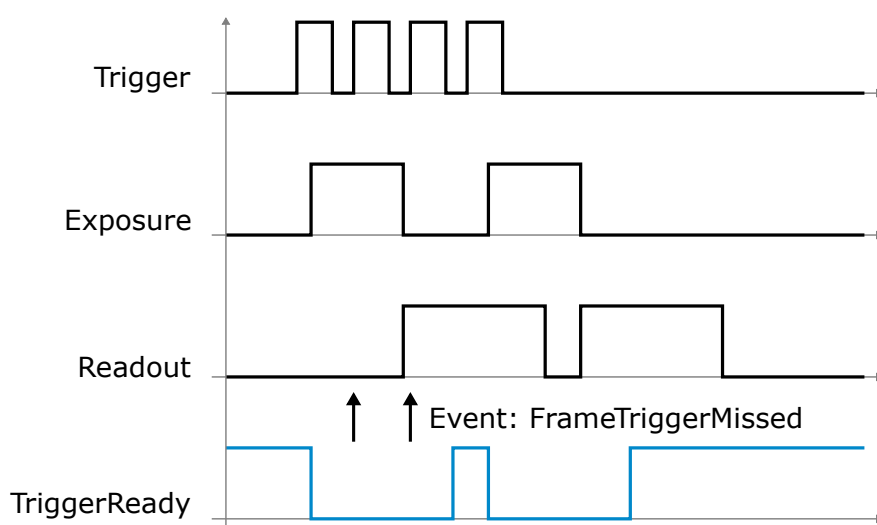 Trigger
Exposure
Readout
Event: FrameTriggerMissed
TriggerReady